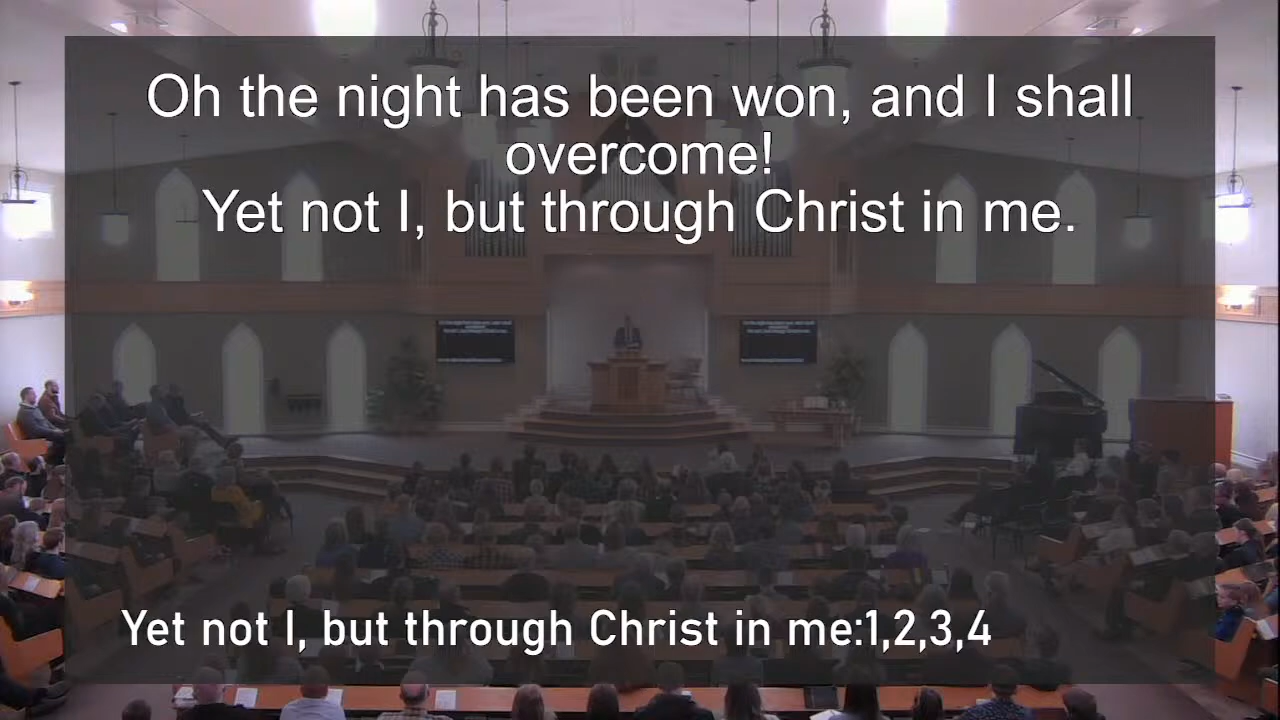 Oh the night has been won, and I shall
overcome!
Yet not I, but through Christ in me.
Yet not I, but through Christ in me:1,2,3,4